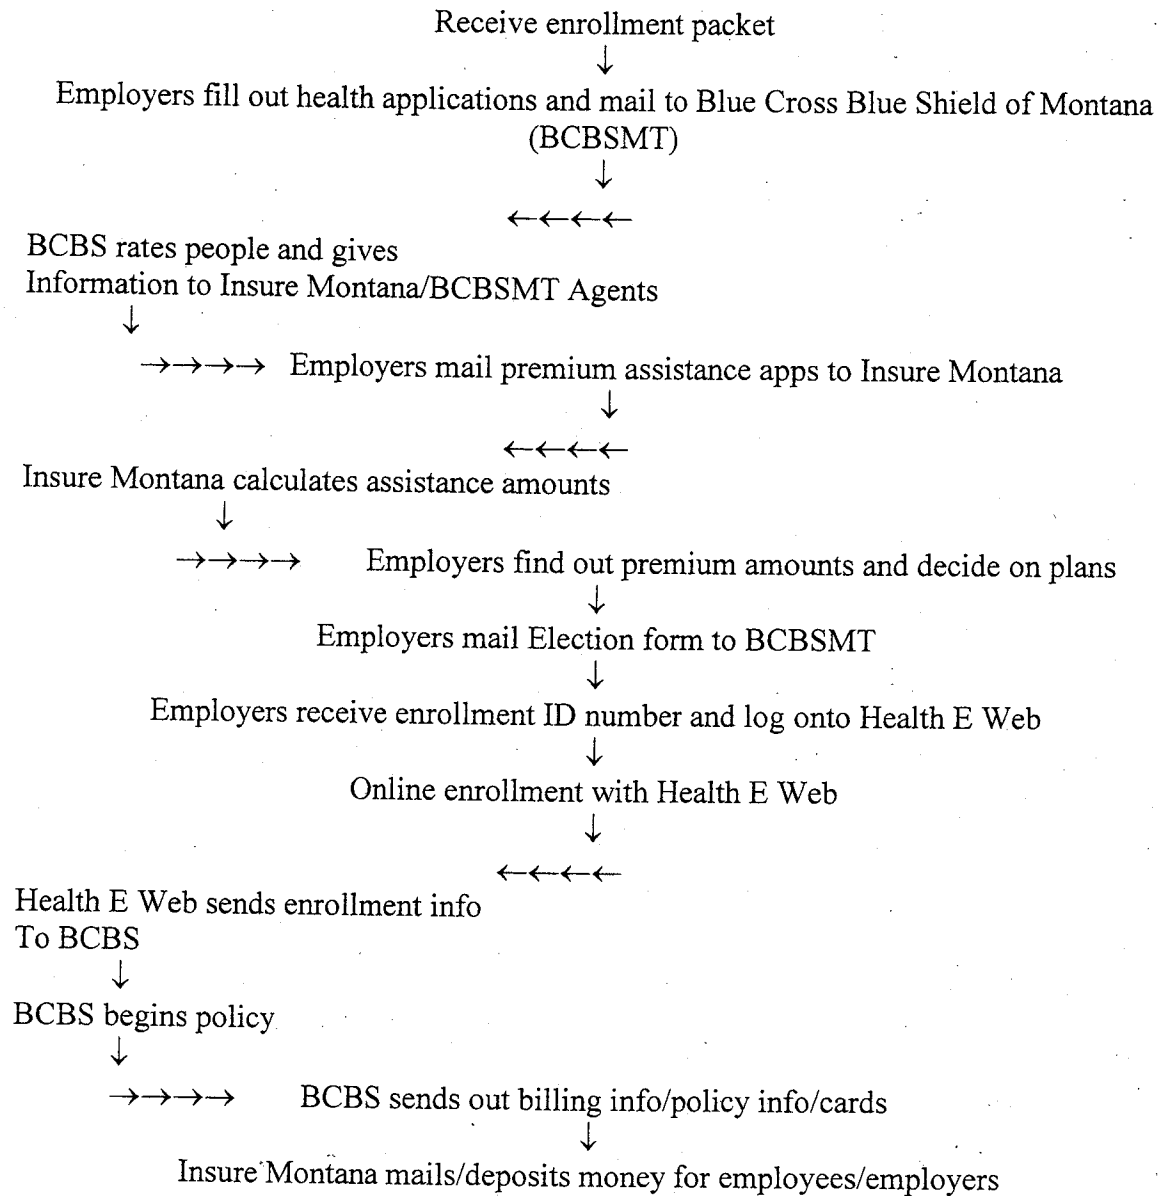 Receive enrollment packet
↓
Employers fill out health applications and mail to Blue Cross Blue Shield of Montana
(BCBSMT)
↓
←←←←
BCBS rates people and gives
Information to Insure Montana/BCBSMT Agents
↓
→→→→ Employers mail premium assistance apps to Insure Montana
↓
←←←←
Insure Montana calculates assistance amounts
↓
→→→→ Employers find out premium amounts and decide on plans
↓
Employers mail Election form to BCBSMT
↓
Employers receive enrollment ID number and log onto Health E Web
↓
Online enrollment with Health E Web
↓
←←←←
Health E Web sends enrollment info
To BCBS
↓
BCBS begins policy
↓
→→→→ BCBS sends out billing info/policy info/cards
↓
Insure Montana mails/deposits money for employees/employers